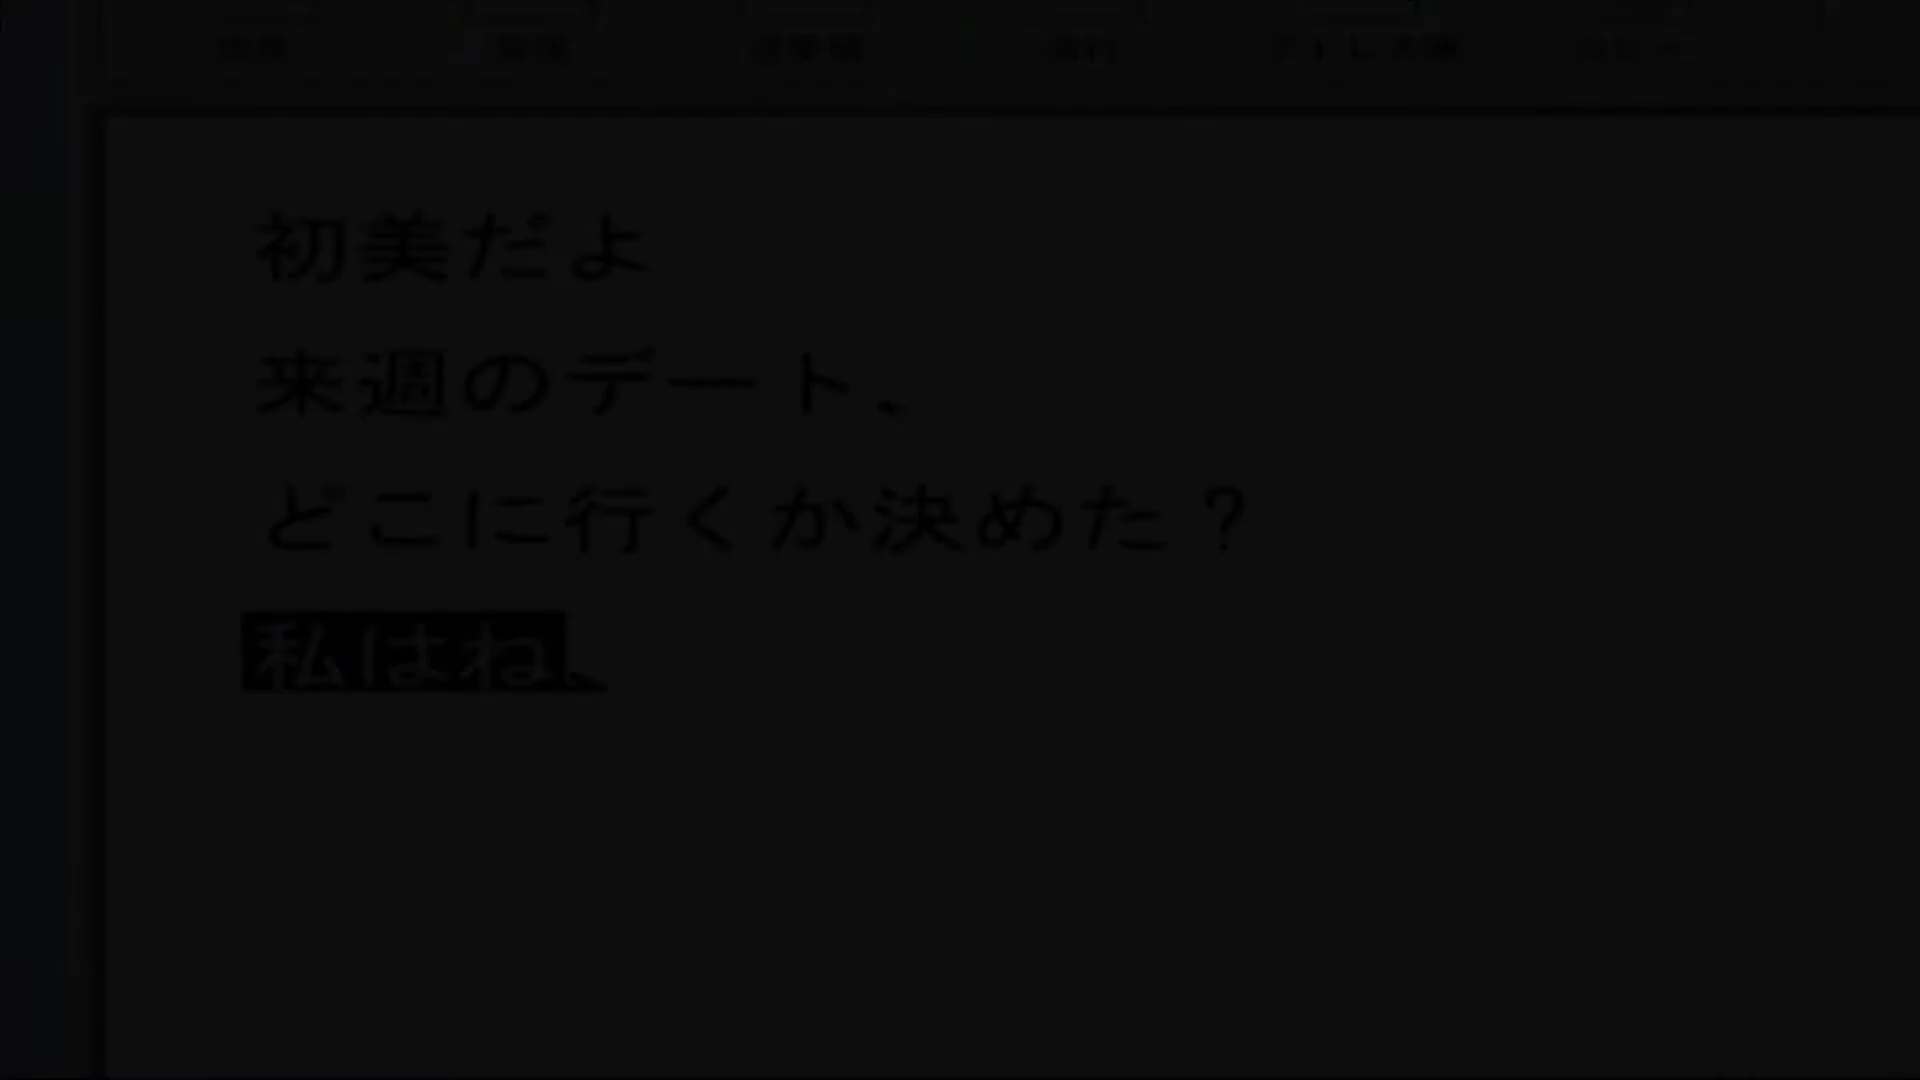 初美だよ
来週のデート、
どこに行くか決めた？
私はね、